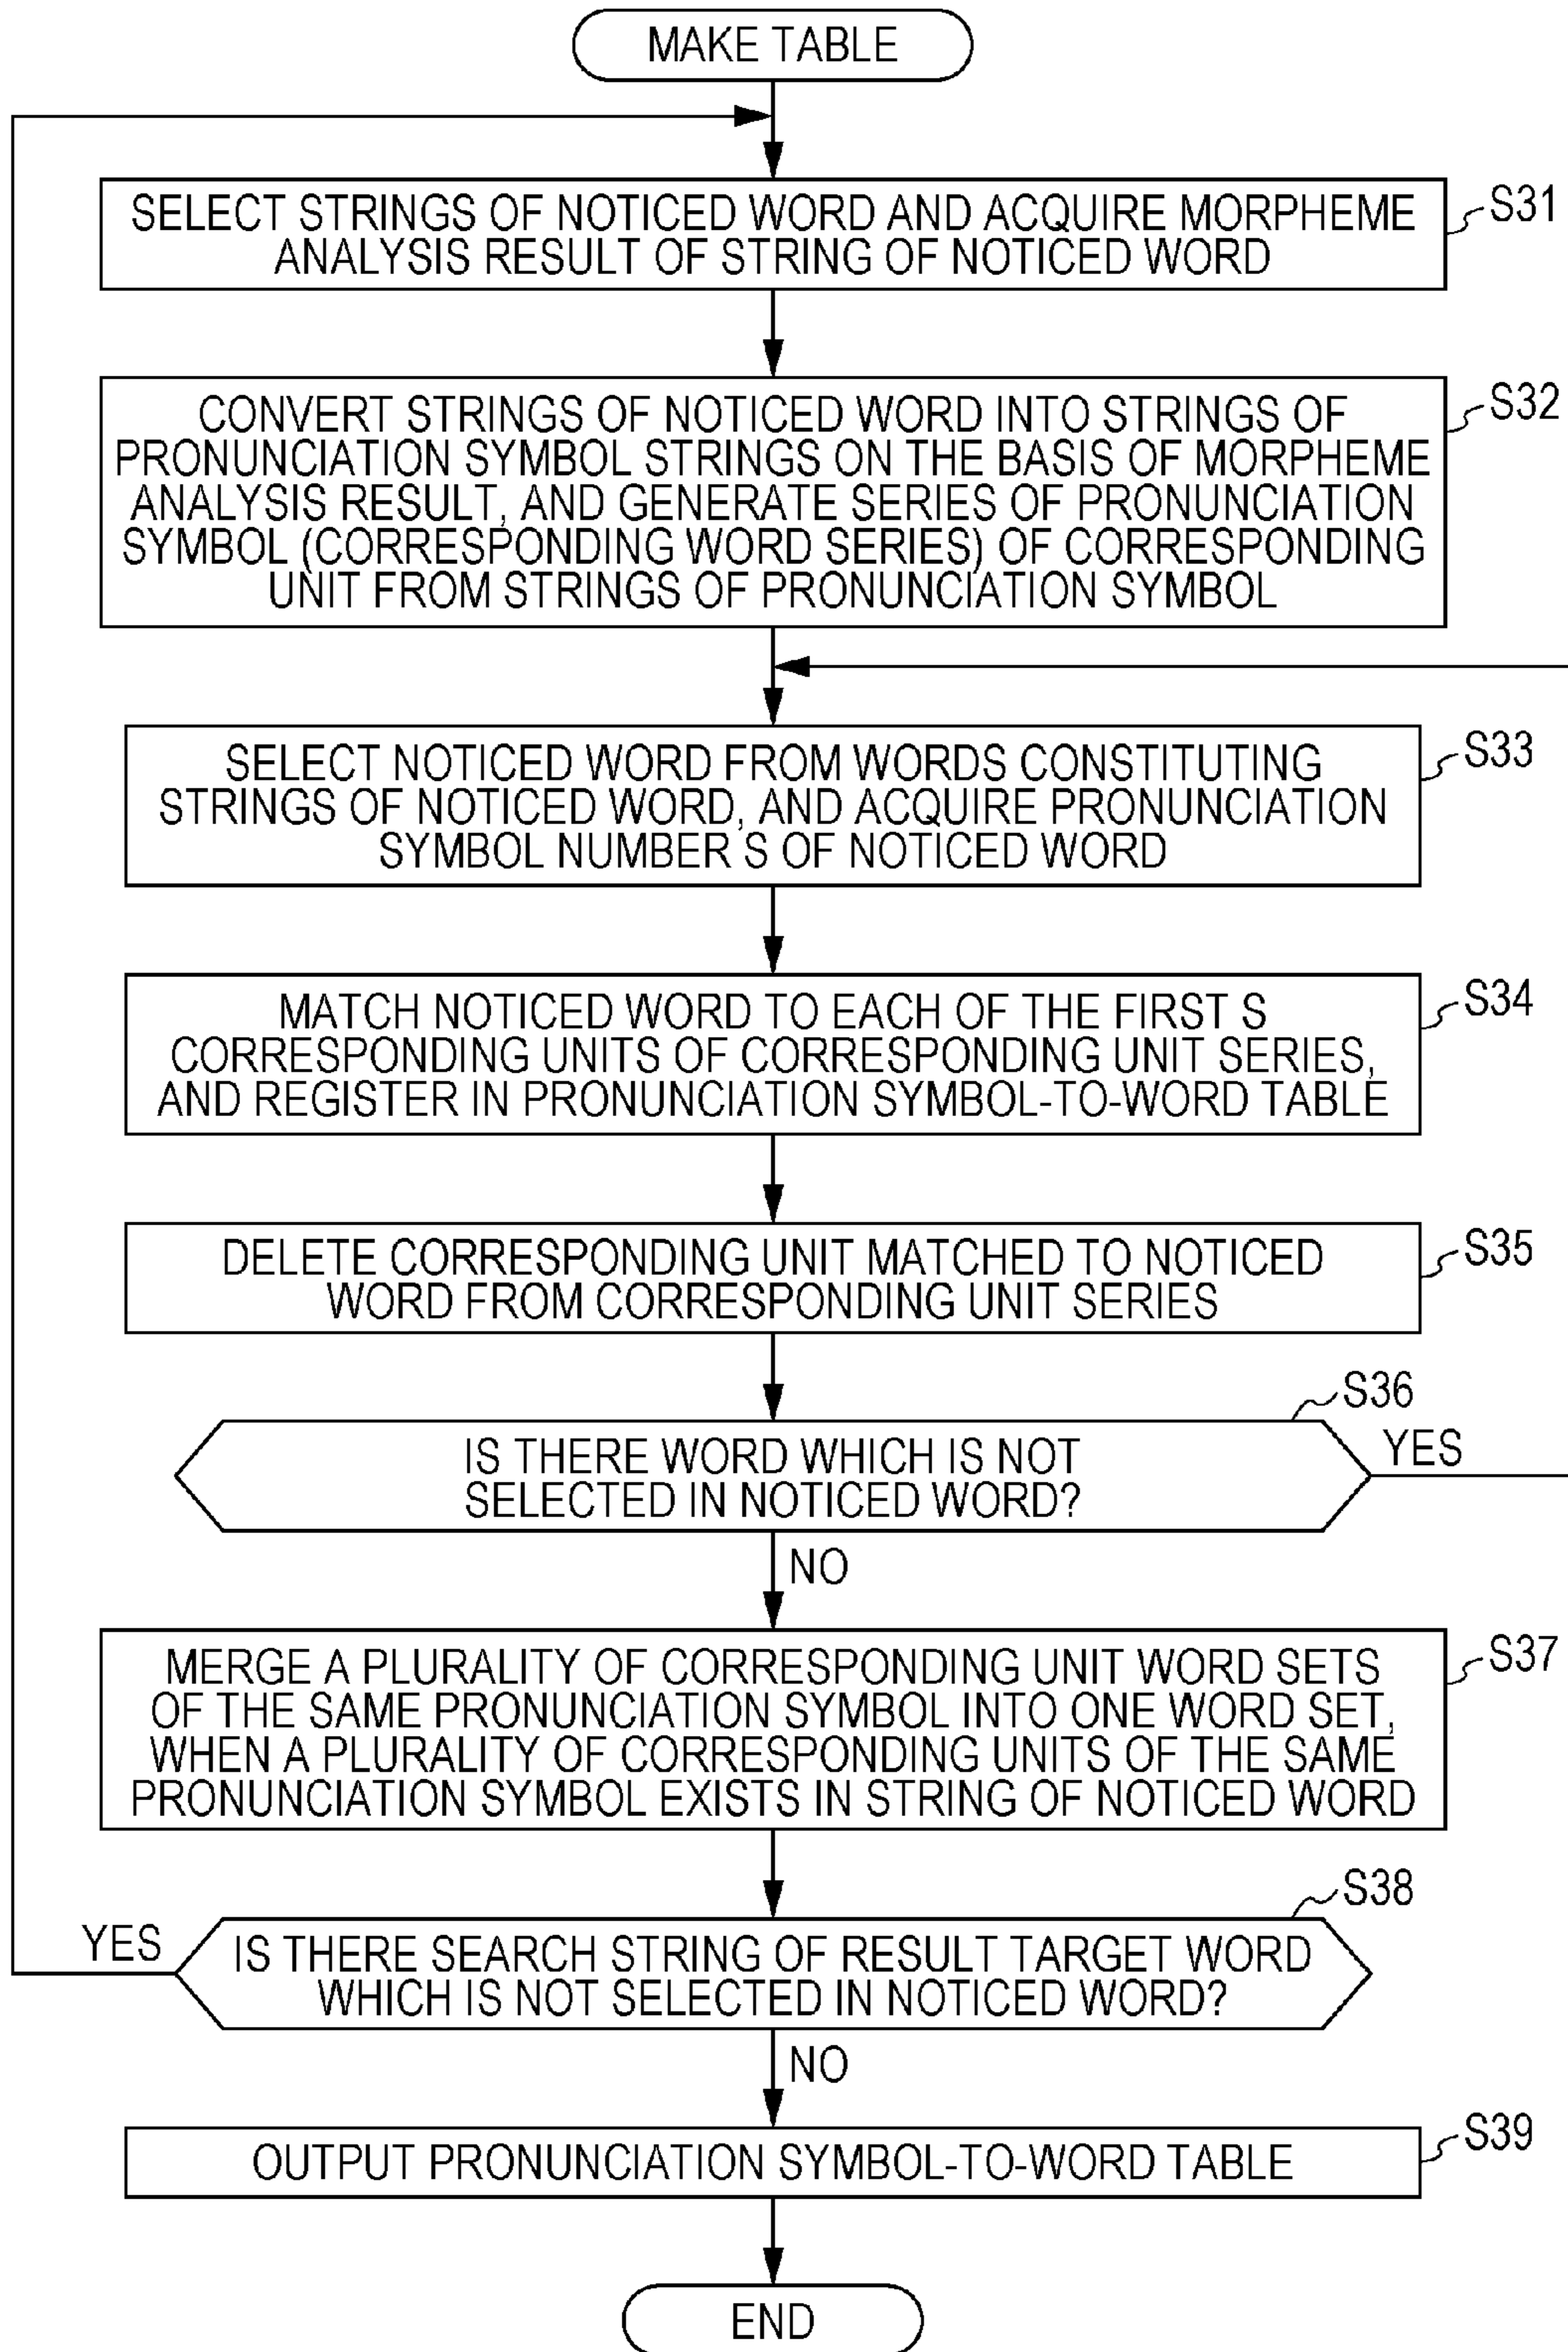 MAKE TABLE
SELECT STRINGS OF NOTICED WORD AND ACQUIRE MORPHEME
ANALYSIS RESULT OF STRING OF NOTICED WORD
S31
CONVERT STRINGS OF NOTICED WORD INTO STRINGS OF
PRONUNCIATION SYMBOL STRINGS ON THE BASIS OF MORPHEME
ANALYSIS RESULT, AND GENERATE SERIES OF PRONUNCIATION
SYMBOL (CORRESPONDING WORD SERIES) OF CORRESPONDING
UNIT FROM STRINGS OF PRONUNCIATION SYMBOL
S32
SELECT NOTICED WORD FROM WORDS CONSTITUTING
STRINGS OF NOTICED WORD, AND ACQUIRE PRONUNCIATION
SYMBOL NUMBER'S OF NOTICED WORD
S33
MATCH NOTICED WORD TO EACH OF THE FIRST S
CORRESPONDING UNITS OF CORRESPONDING UNIT SERIES,
AND REGISTER IN PRONUNCIATION SYMBOL-TO-WORD TABLE
S34
DELETE CORRESPONDING UNIT MATCHED TO NOTICED
WORD FROM CORRESPONDING UNIT SERIES
S35
S36
IS THERE WORD WHICH IS NOT
SELECTED IN NOTICED WORD?
YES
NO
MERGE A PLURALITY OF CORRESPONDING UNIT WORD SETS
OF THE SAME PRONUNCIATION SYMBOL INTO ONE WORD SET,
WHEN A PLURALITY OF CORRESPONDING UNITS OF THE SAME
PRONUNCIATION SYMBOL EXISTS IN STRING OF NOTICED WORD
S37
S38
YES
IS THERE SEARCH STRING OF RESULT TARGET WORD
WHICH IS NOT SELECTED IN NOTICED WORD?
NO
OUTPUT PRONUNCIATION SYMBOL-TO-WORD TABLE
S39
END